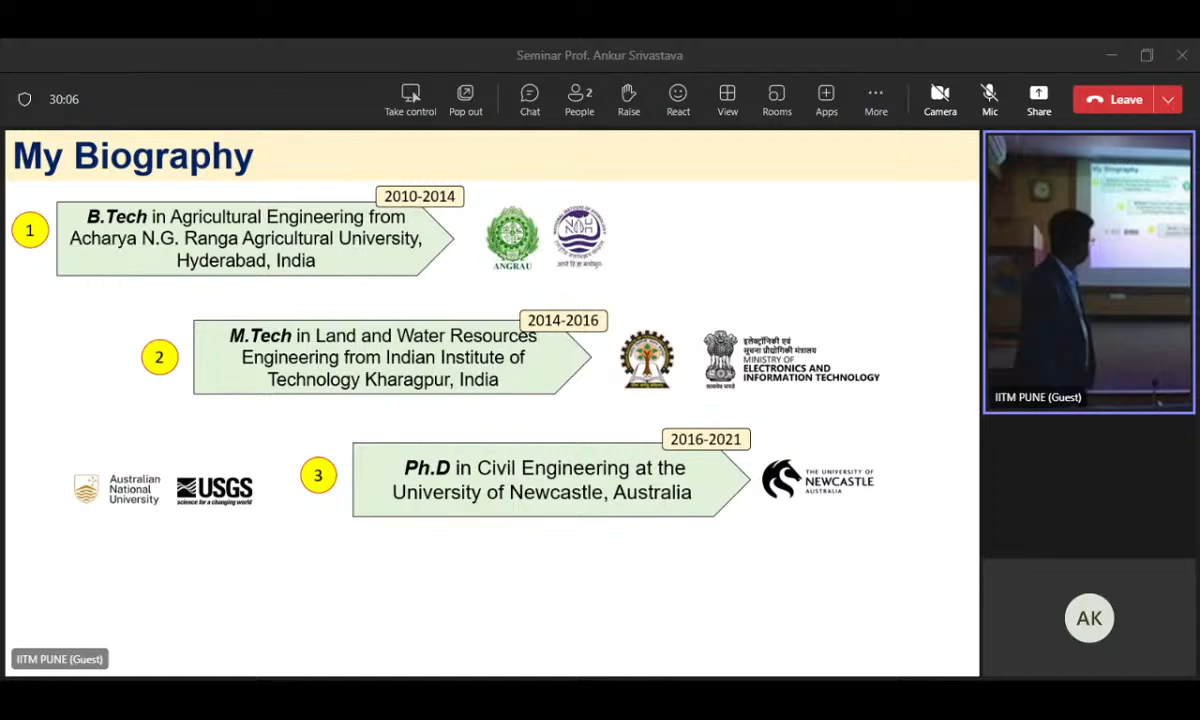 Seminar Prof. Ankur Srivastava
30:06
Take control
Pop out
Chat
2
People
Raise
React
View
Rooms
Apps
More
Camera
Mic
Share
Leave
My Biography
2010-2014
1
B.Tech in Agricultural Engineering from
Acharya N.G. Ranga Agricultural University,
Hyderabad, India
ANGRAU
2014-2016
2
M.Tech in Land and Water Resources
Engineering from Indian Institute of
Technology Kharagpur, India
इलेक्ट्रॉनिकी एवं
सूचना प्रौद्योगिकी मंत्रालय
MINISTRY OF
ELECTRONICS AND
INFORMATION TECHNOLOGY
सत्यमेव जयते
2016-2021
Australian
National
University
USGS
science for a changing world
3
Ph.D in Civil Engineering at the
University of Newcastle, Australia
THE UNIVERSITY OF
NEWCASTLE
AUSTRALIA
IITM PUNE (Guest)
My Biography
IITM PUNE (Guest)
AK